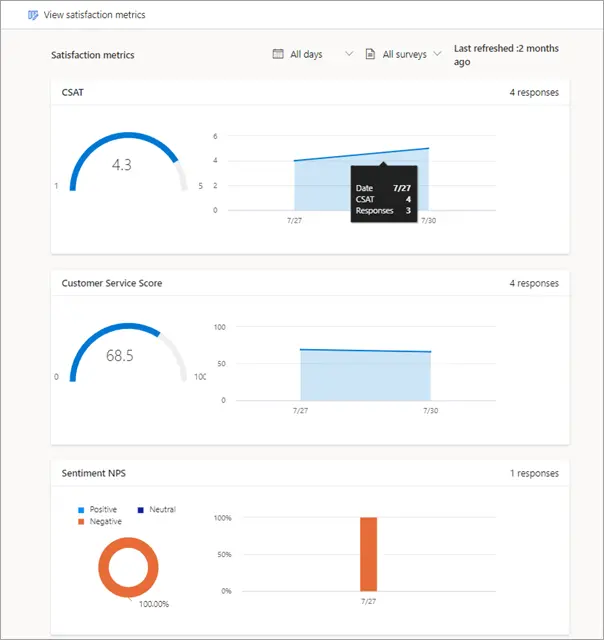 View satisfaction metrics
Satisfaction metrics
All days
All surveys
Last refreshed :2 months
ago
CSAT
4 responses
4.3
1
5
6
4
2
0
Date 7/27
CSAT 4
Responses 3
7/27
7/30
Customer Service Score
4 responses
68.5
0
100
50
0
7/27
7/30
Sentiment NPS
1 responses
Positive
Neutral
Negative
100.00%
100%
50%
0%
7/27